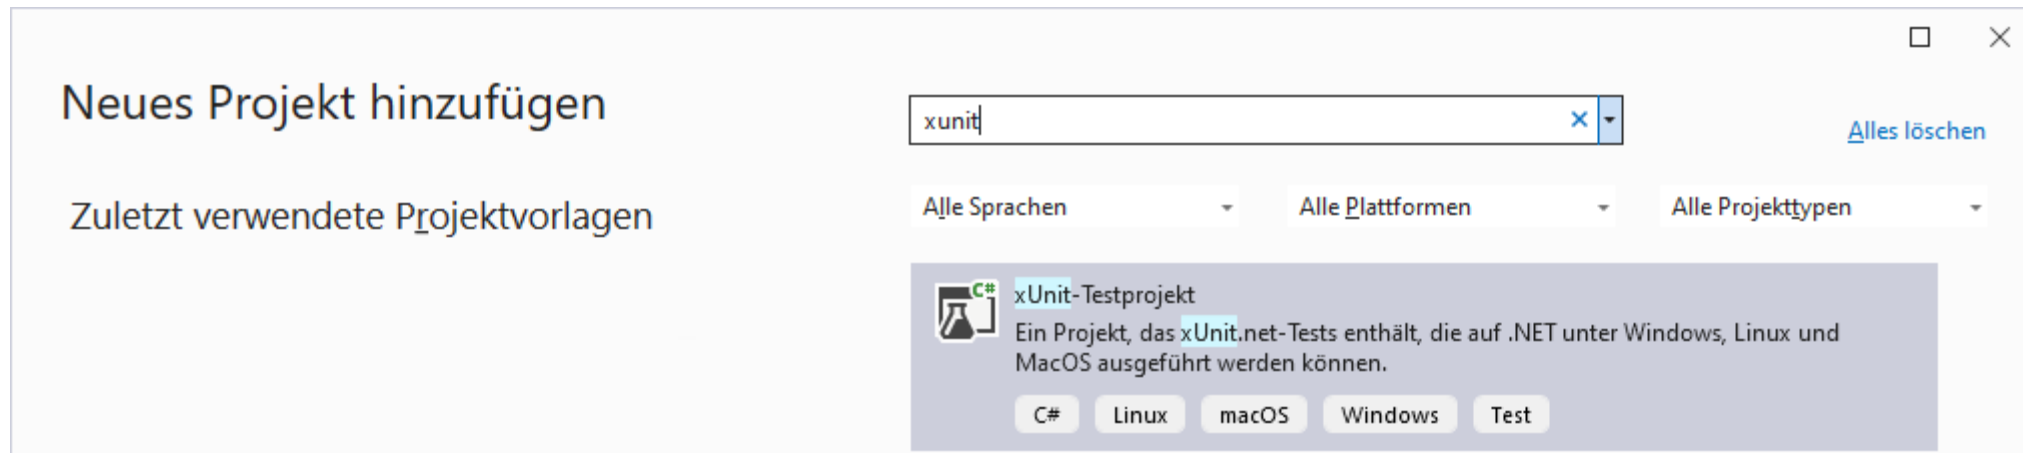 Neues Projekt hinzufügen
xunit
Alles löschen
Zuletzt verwendete Projektvorlagen
Alle Sprachen
Alle Plattformen
Alle Projekttypen
C#
xUnit-Testprojekt
Ein Projekt, das xUnit.net-Tests enthält, die auf .NET unter Windows, Linux und
MacOS ausgeführt werden können.
C#
Linux
macOS
Windows
Test